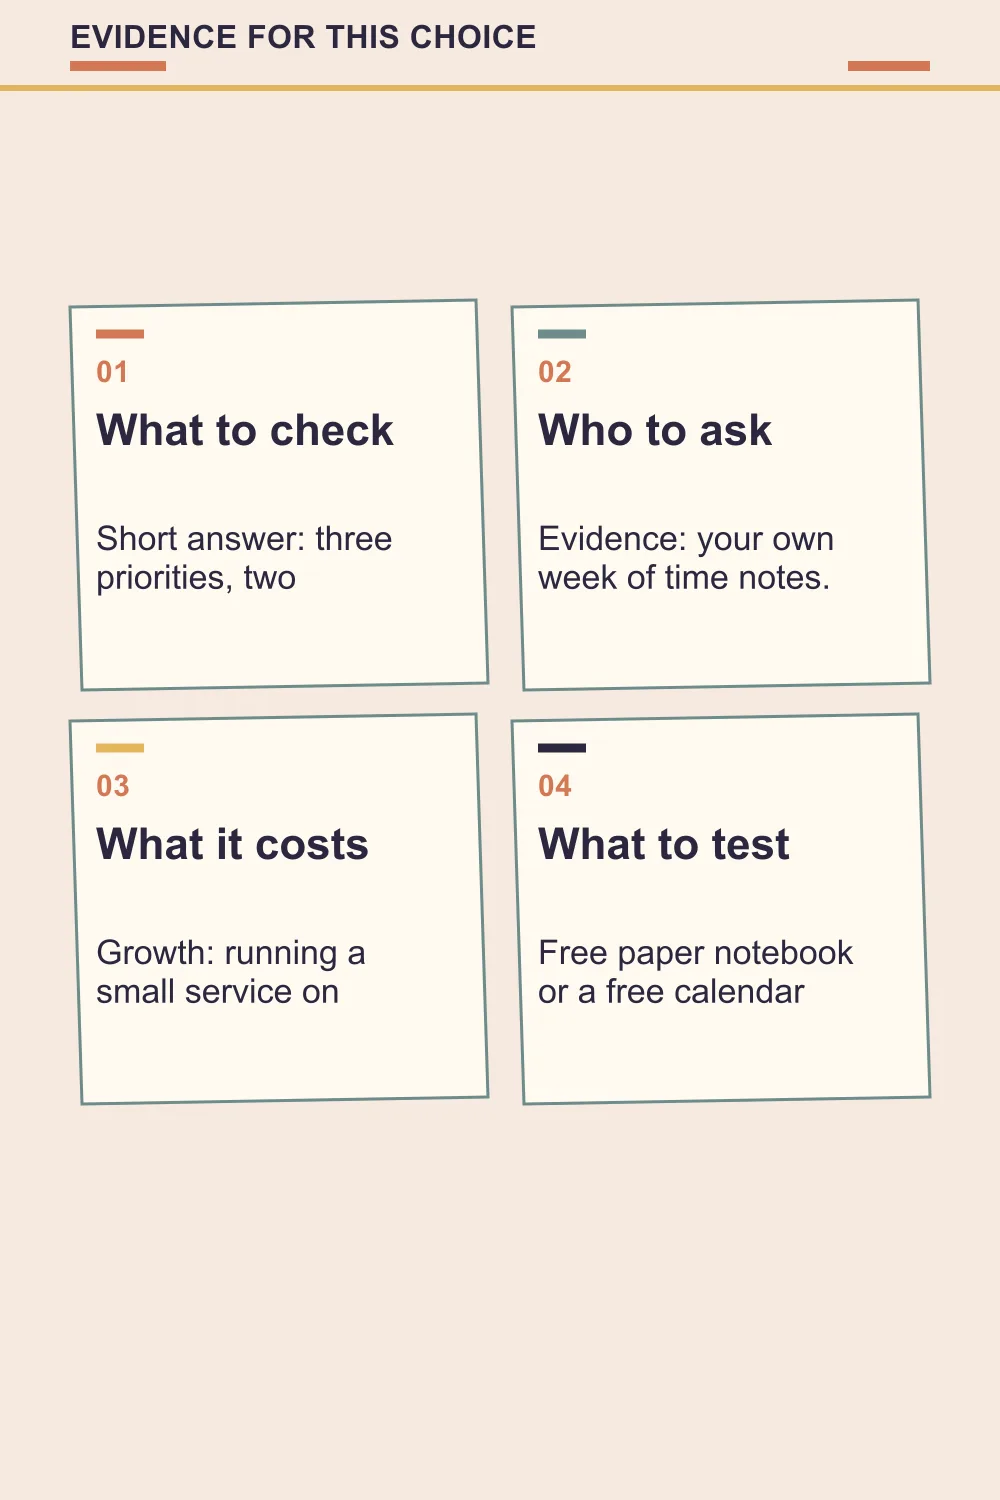 EVIDENCE FOR THIS CHOICE
01
What to check
Short answer: three
priorities, two
02
Who to ask
Evidence: your own
week of time notes.
03
What it costs
Growth: running a
small service on
04
What to test
Free paper notebook
or a free calendar